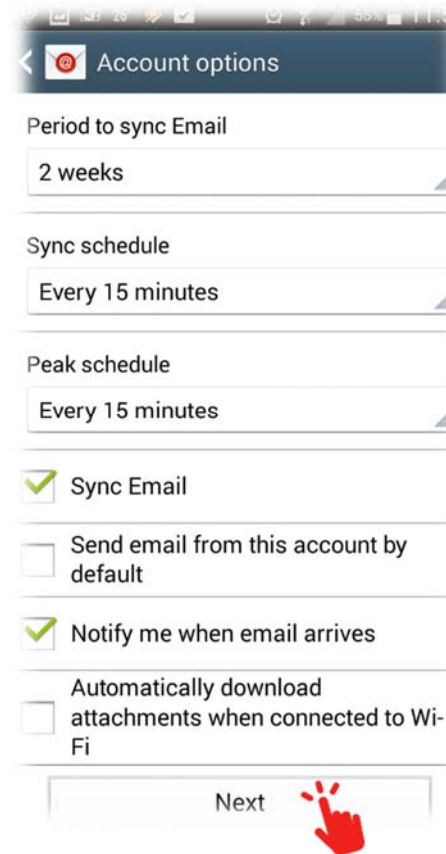 55%
Account options
Period to sync Email
2 weeks
Sync schedule
Every 15 minutes
Peak schedule
Every 15 minutes
Sync Email
Send email from this account by
default
Notify me when email arrives
Automatically download
attachments when connected to Wi-
Fi
Next